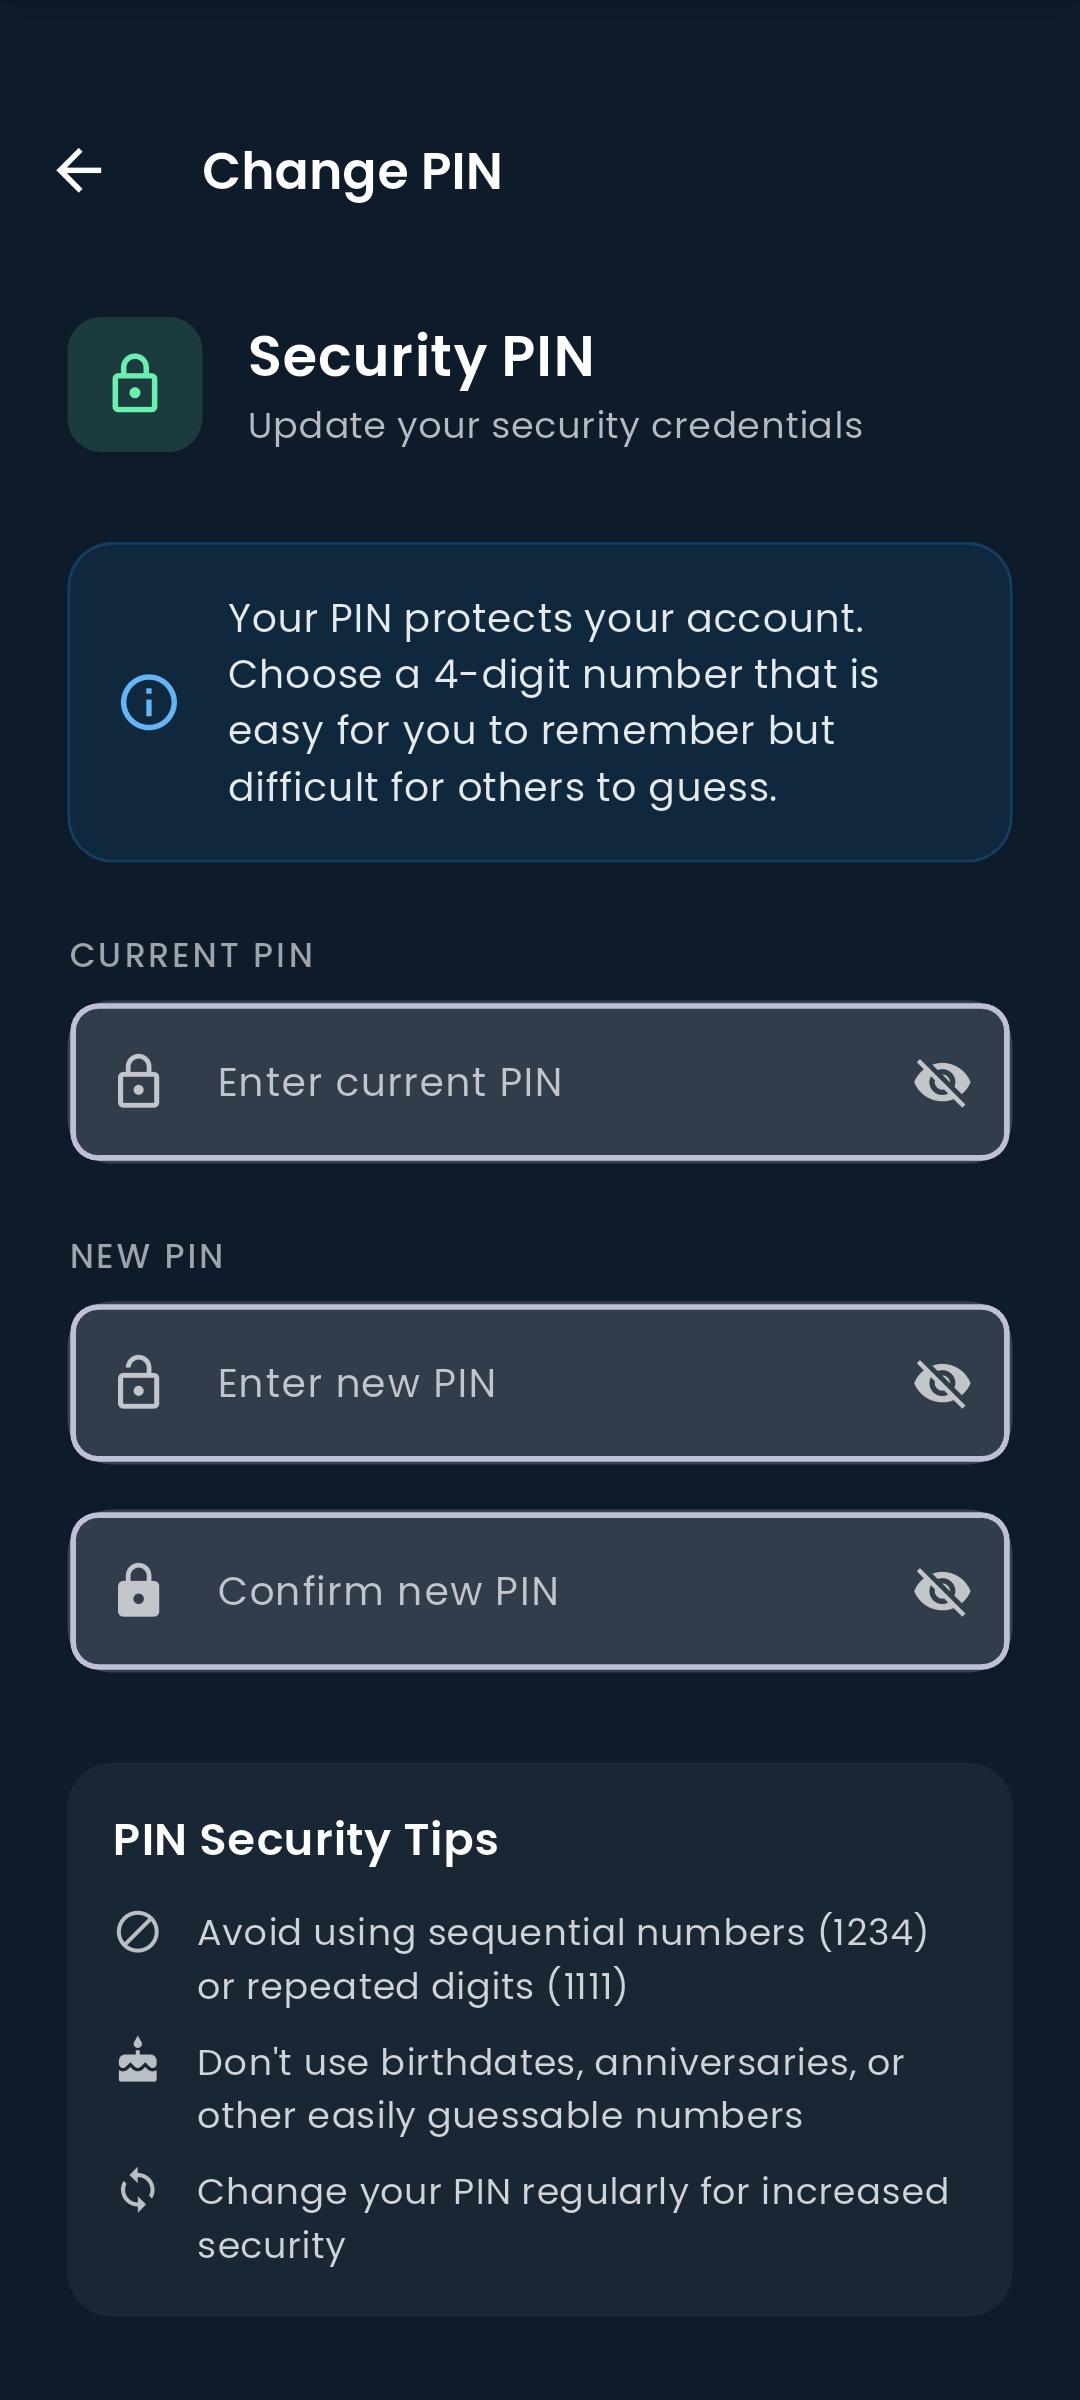 Change PIN
Security PIN
Update your security credentials
Your PIN protects your account.
Choose a 4-digit number that is
easy for you to remember but
difficult for others to guess.
CURRENT PIN
Enter current PIN
NEW PIN
Enter new PIN
Confirm new PIN
PIN Security Tips
Avoid using sequential numbers (1234)
or repeated digits (1111)
Don't use birthdates, anniversaries, or
other easily guessable numbers
Change your PIN regularly for increased
security